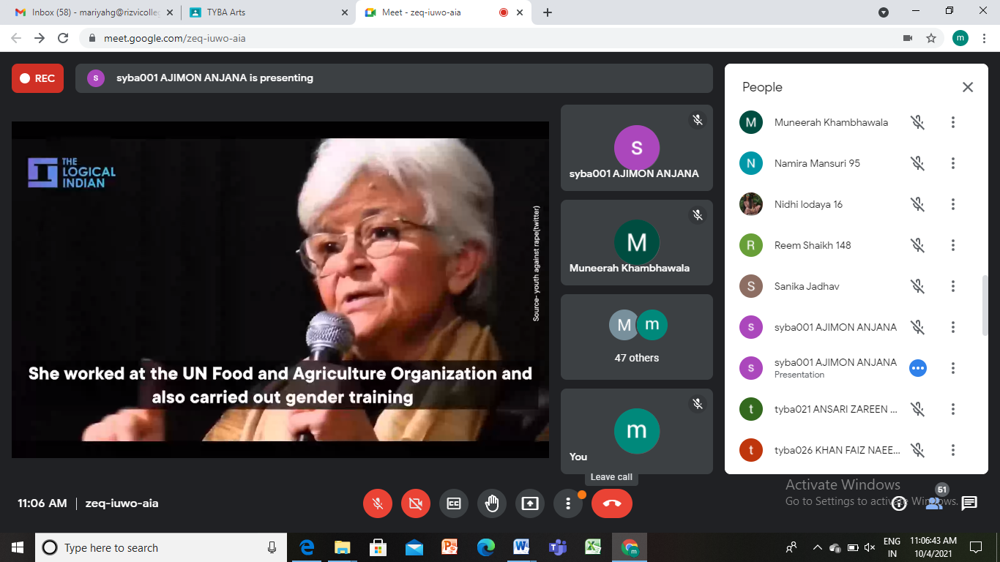 Inbox (58) - mariyahg@rizvicolle
TYBA Arts
Meet - zeq-iuwo-aia
meet.google.com/zeq-iuwo-aia
m
REC
s
syba001 AJIMON ANJANA is presenting
THE
LOGICAL
INDIAN
Source- youth against rape(twitter)
She worked at the UN Food and Agriculture Organization and
also carried out gender training
s
syba001 AJIMON ANJANA
M
Muneerah Khambhawala
M m
47 others
m
You
Leave call
People
M Muneerah Khambhawala
N Namira Mansuri 95
Nidhi lodaya 16
R Reem Shaikh 148
S Sanika Jadhav
s syba001 AJIMON ANJANA
s syba001 AJIMON ANJANA
Presentation
t tyba021 ANSARI ZAREEN ...
t tyba026 KHAN FAIZ NAEE...
11:06 AM | zeq-iuwo-aia
CC
51
Activate Windows
Go to Settings to activate Windows.
Type here to search
ENG
IN
11:06:43 AM
10/4/2021